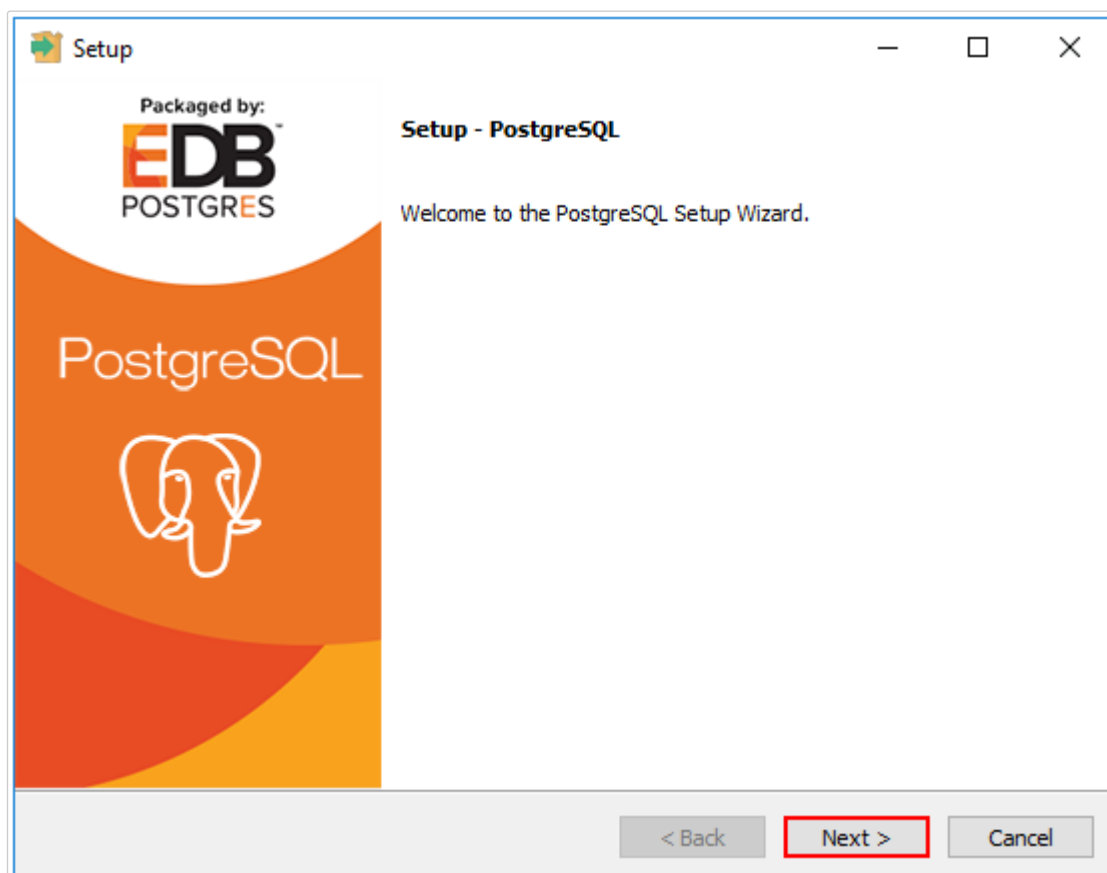 Setup
Packaged by:
EDB
POSTGRES
Setup - PostgreSQL
Welcome to the PostgreSQL Setup Wizard.
PostgreSQL
< Back
Next >
Cancel